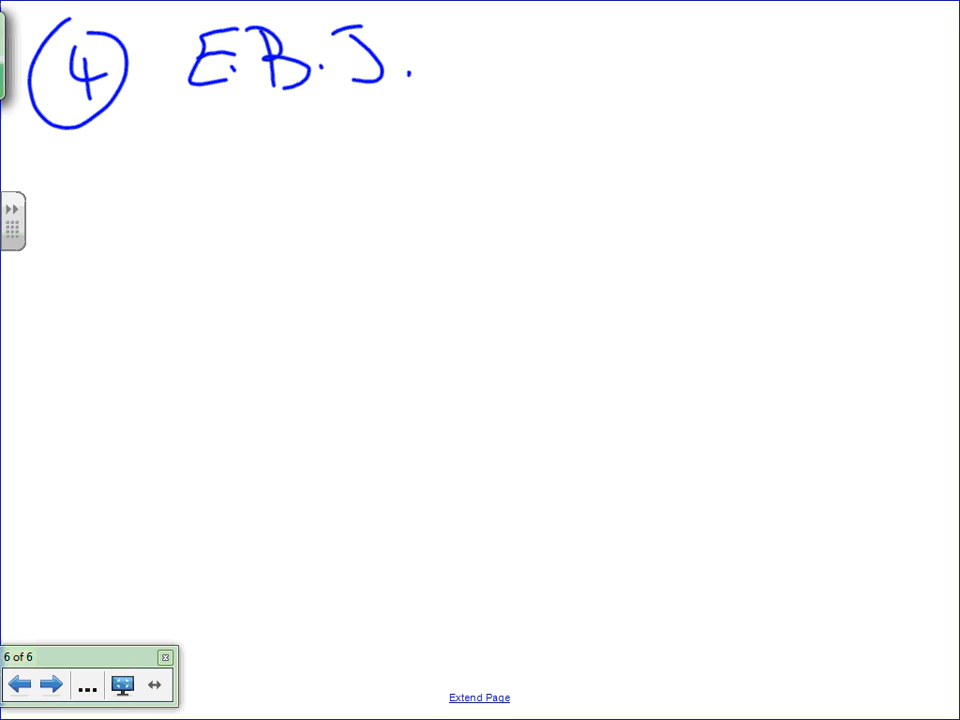 ④ E.B.J.
6 of 6
Extend Page